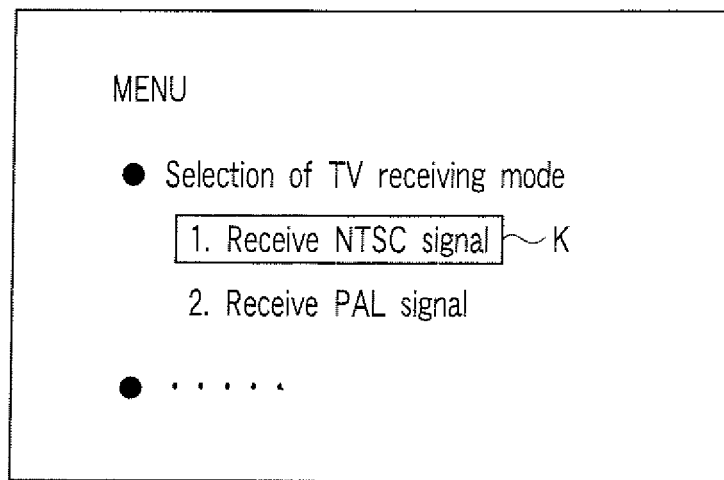 MENU
● Selection of TV receiving mode
1. Receive NTSC signal K
2. Receive PAL signal
● · · · · ·